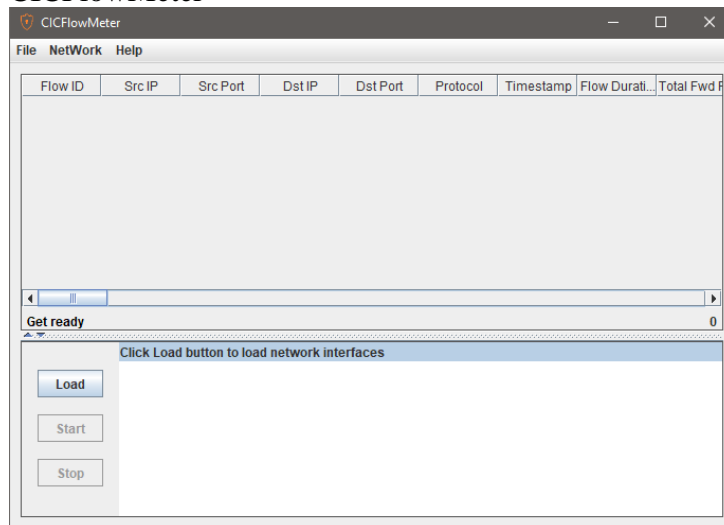 CICFlowMeter
CICFlowMeter
File NetWork Help
Flow ID Src IP Src Port Dst IP Dst Port Protocol Timestamp Flow Durati... Total Fwd
Get ready 0
Click Load button to load network interfaces
Load
Start
Stop